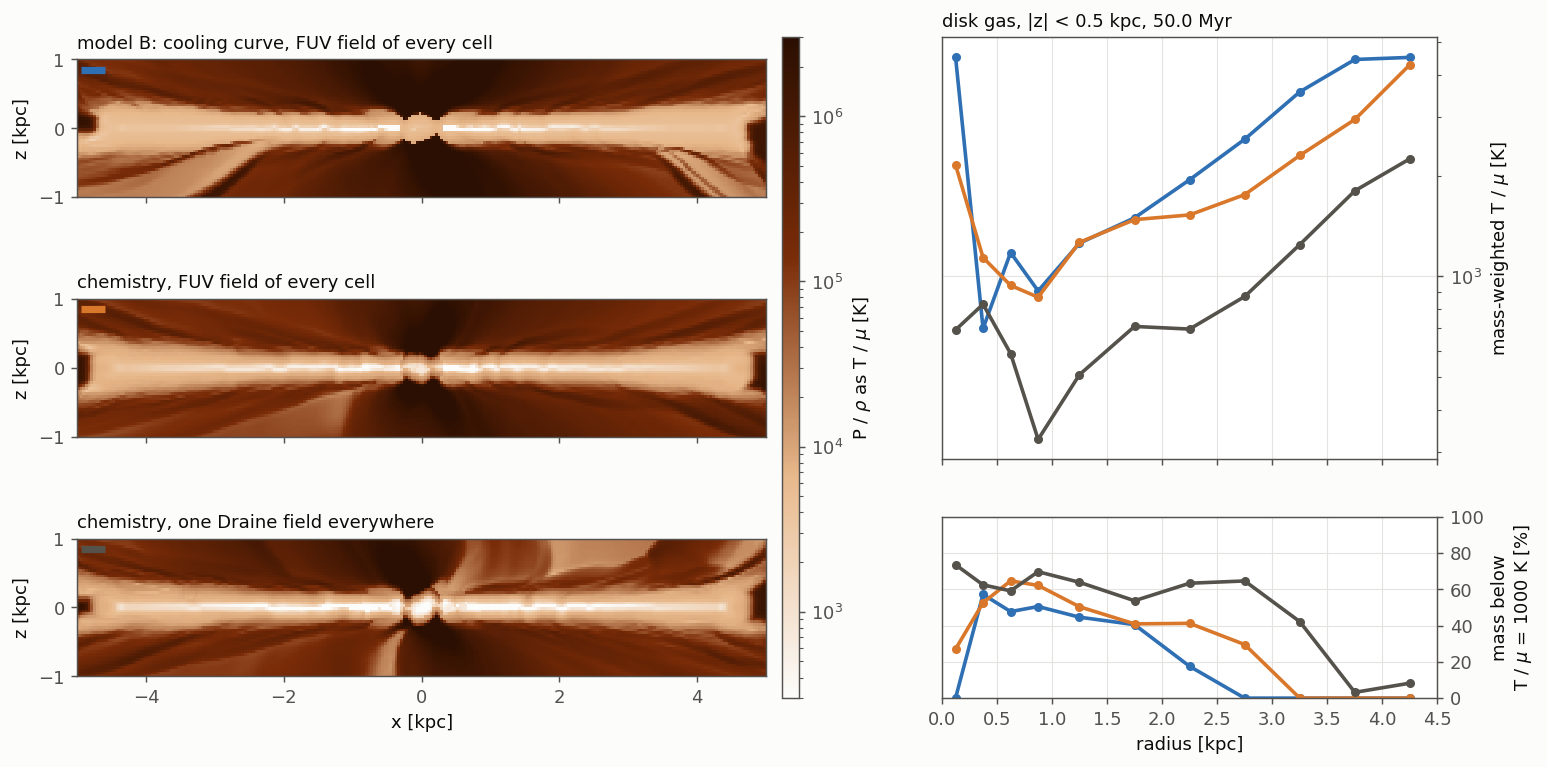 model B: cooling curve, FUV field of every cell
1
0
−1
z [kpc]
chemistry, FUV field of every cell
1
0
−1
z [kpc]
chemistry, one Draine field everywhere
1
0
−1
z [kpc]
−4 −2 0 2 4
x [kpc]
10⁶
10⁵
10⁴
10³
P / ρ as T / μ [K]
disk gas, |z| < 0.5 kpc, 50.0 Myr
10³
mass-weighted T / μ [K]
100
80
60
40
20
0
mass below
T / μ = 1000 K [%]
0.0 0.5 1.0 1.5 2.0 2.5 3.0 3.5 4.0 4.5
radius [kpc]